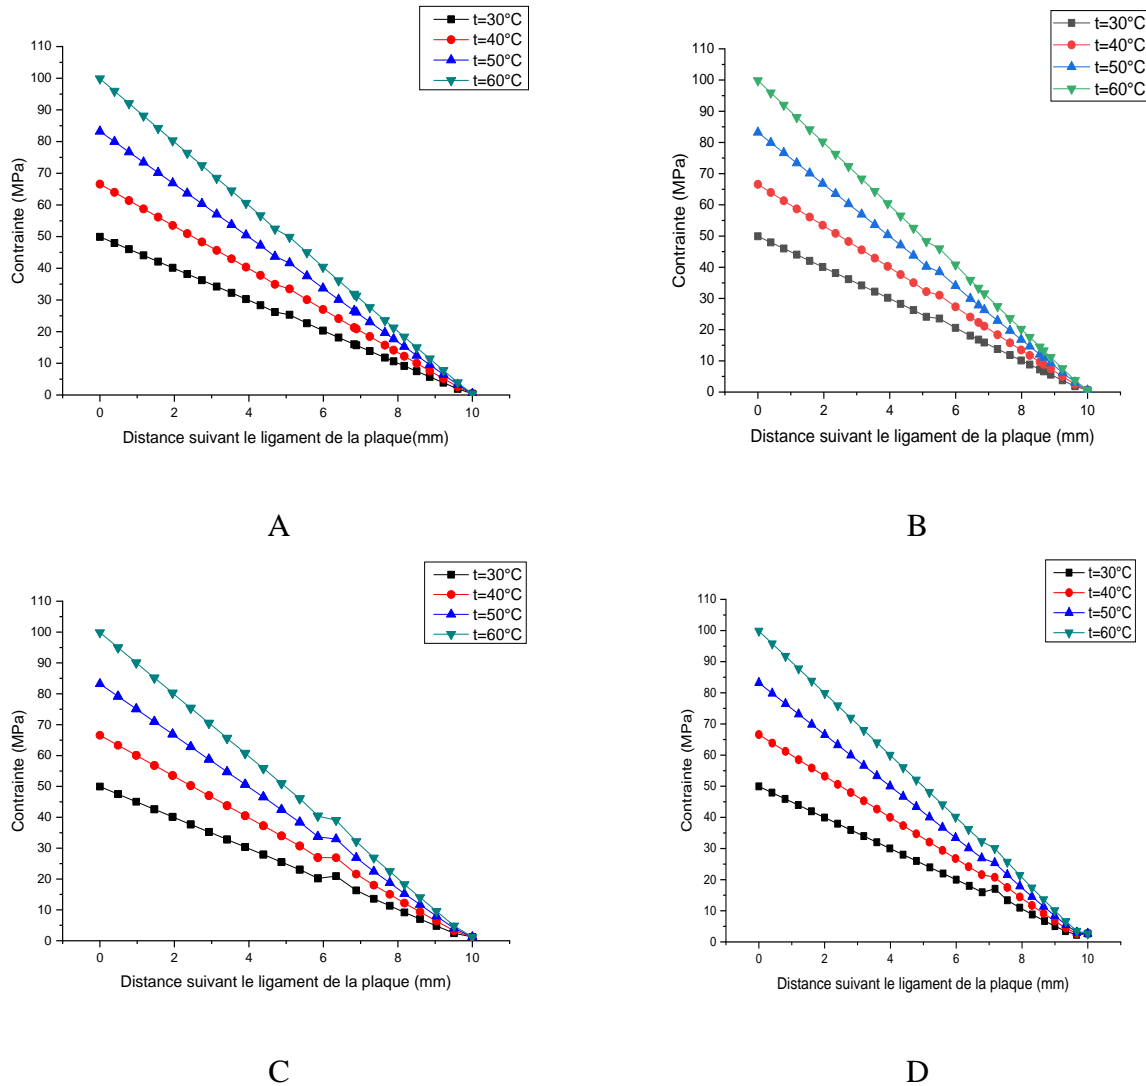 t=30°C
t=40°C
t=50°C
t=60°C
110
100
90
80
70
60
50
40
30
20
10
0
Contrainte (MPa)
0 2 4 6 8 10
Distance suivant le ligament de la plaque(mm)
A
t=30°C
t=40°C
t=50°C
t=60°C
110
100
90
80
70
60
50
40
30
20
10
0
Contrainte (MPa)
0 2 4 6 8 10
Distance suivant le ligament de la plaque (mm)
B
t=30°C
t=40°C
t=50°C
t=60°C
110
100
90
80
70
60
50
40
30
20
10
0
Contrainte (MPa)
0 2 4 6 8 10
Distance suivant le ligament de la plaque (mm)
C
t=30°C
t=40°C
t=50°C
t=60°C
110
100
90
80
70
60
50
40
30
20
10
0
Contrainte (MPa)
0 2 4 6 8 10
Distance suivant le ligament de la plaque (mm)
D